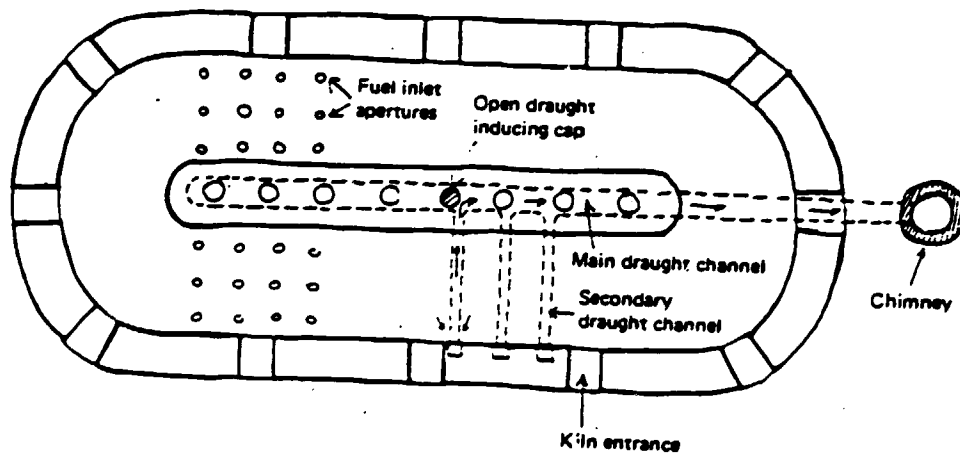 Fuel inlet
apertures
Open draught
inducing cap
Main draught channel
Secondary
draught channel
Chimney
Kiln entrance